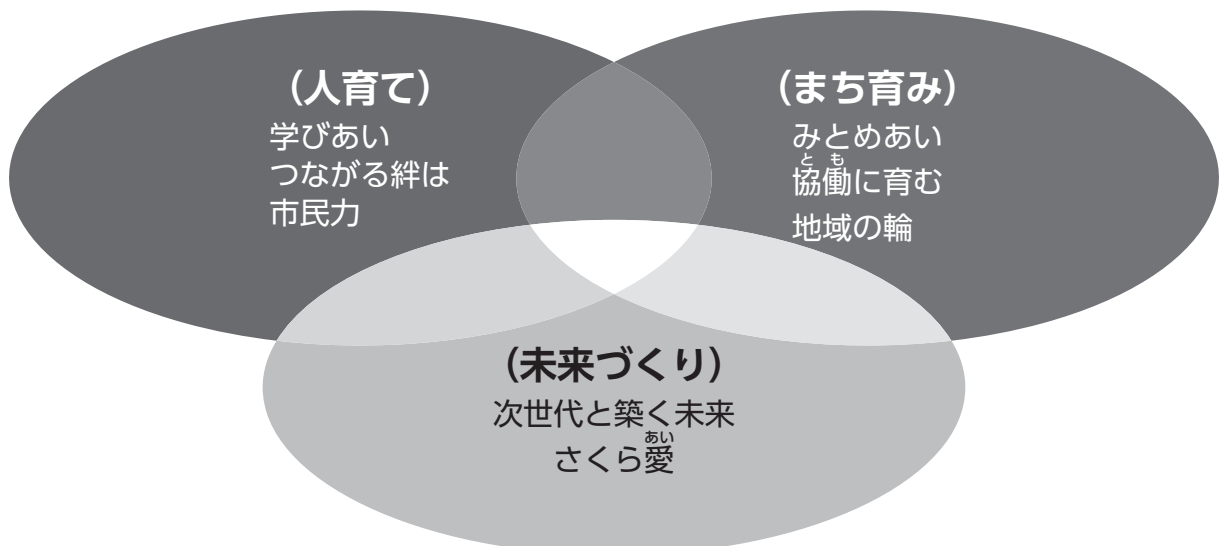 （人育て）
学びあい
つながる絆は
市民力
（まち育み）
みとめあい
とも
協働に育む
地域の輪
（未来づくり）
次世代と築く未来
あい
さくら愛